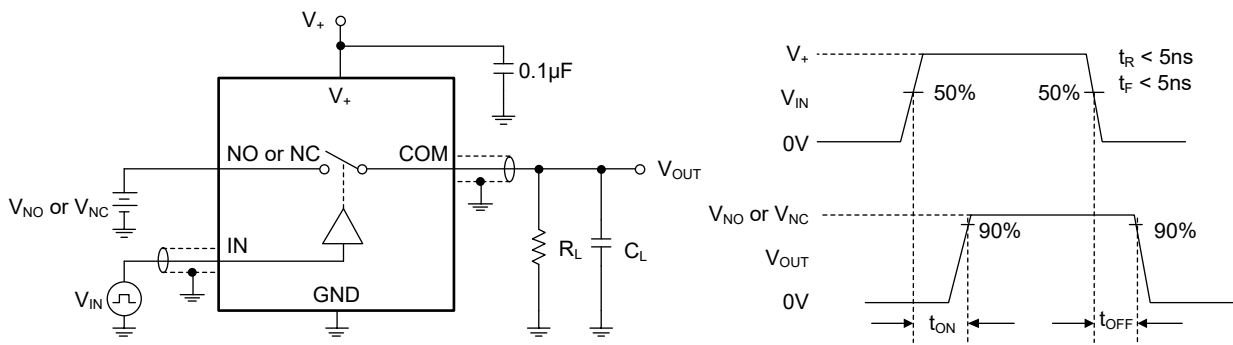 V+
0.1µF
V+
NO or NC
COM
VOUT
VNO or VNC
IN
RL
CL
VIN
GND
V+
tR < 5ns
tF < 5ns
VIN
50%
50%
0V
VNO or VNC
90%
90%
VOUT
0V
tON
tOFF